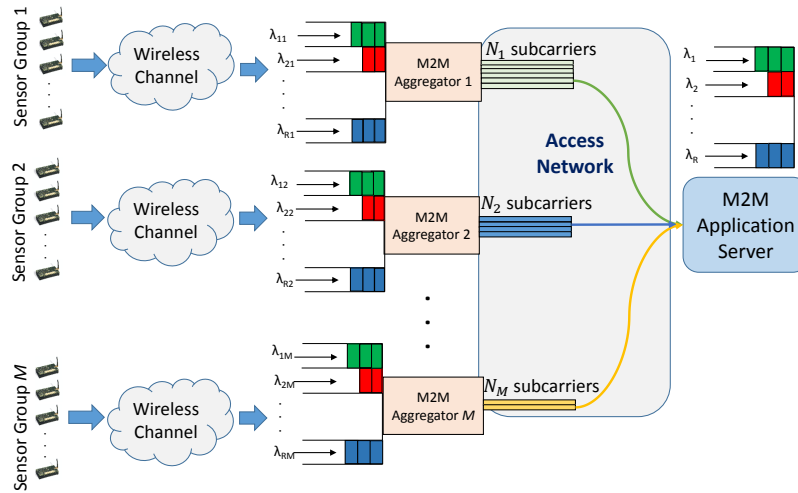 Sensor Group 1
Wireless
Channel
λ11
λ21
λR1
M2M
Aggregator 1
N1 subcarriers
Access
Network
λ1
λ2
λR
M2M
Application
Server
Sensor Group 2
Wireless
Channel
λ12
λ22
λR2
M2M
Aggregator 2
N2 subcarriers
Sensor Group M
Wireless
Channel
λ1M
λ2M
λRM
M2M
Aggregator M
NM subcarriers